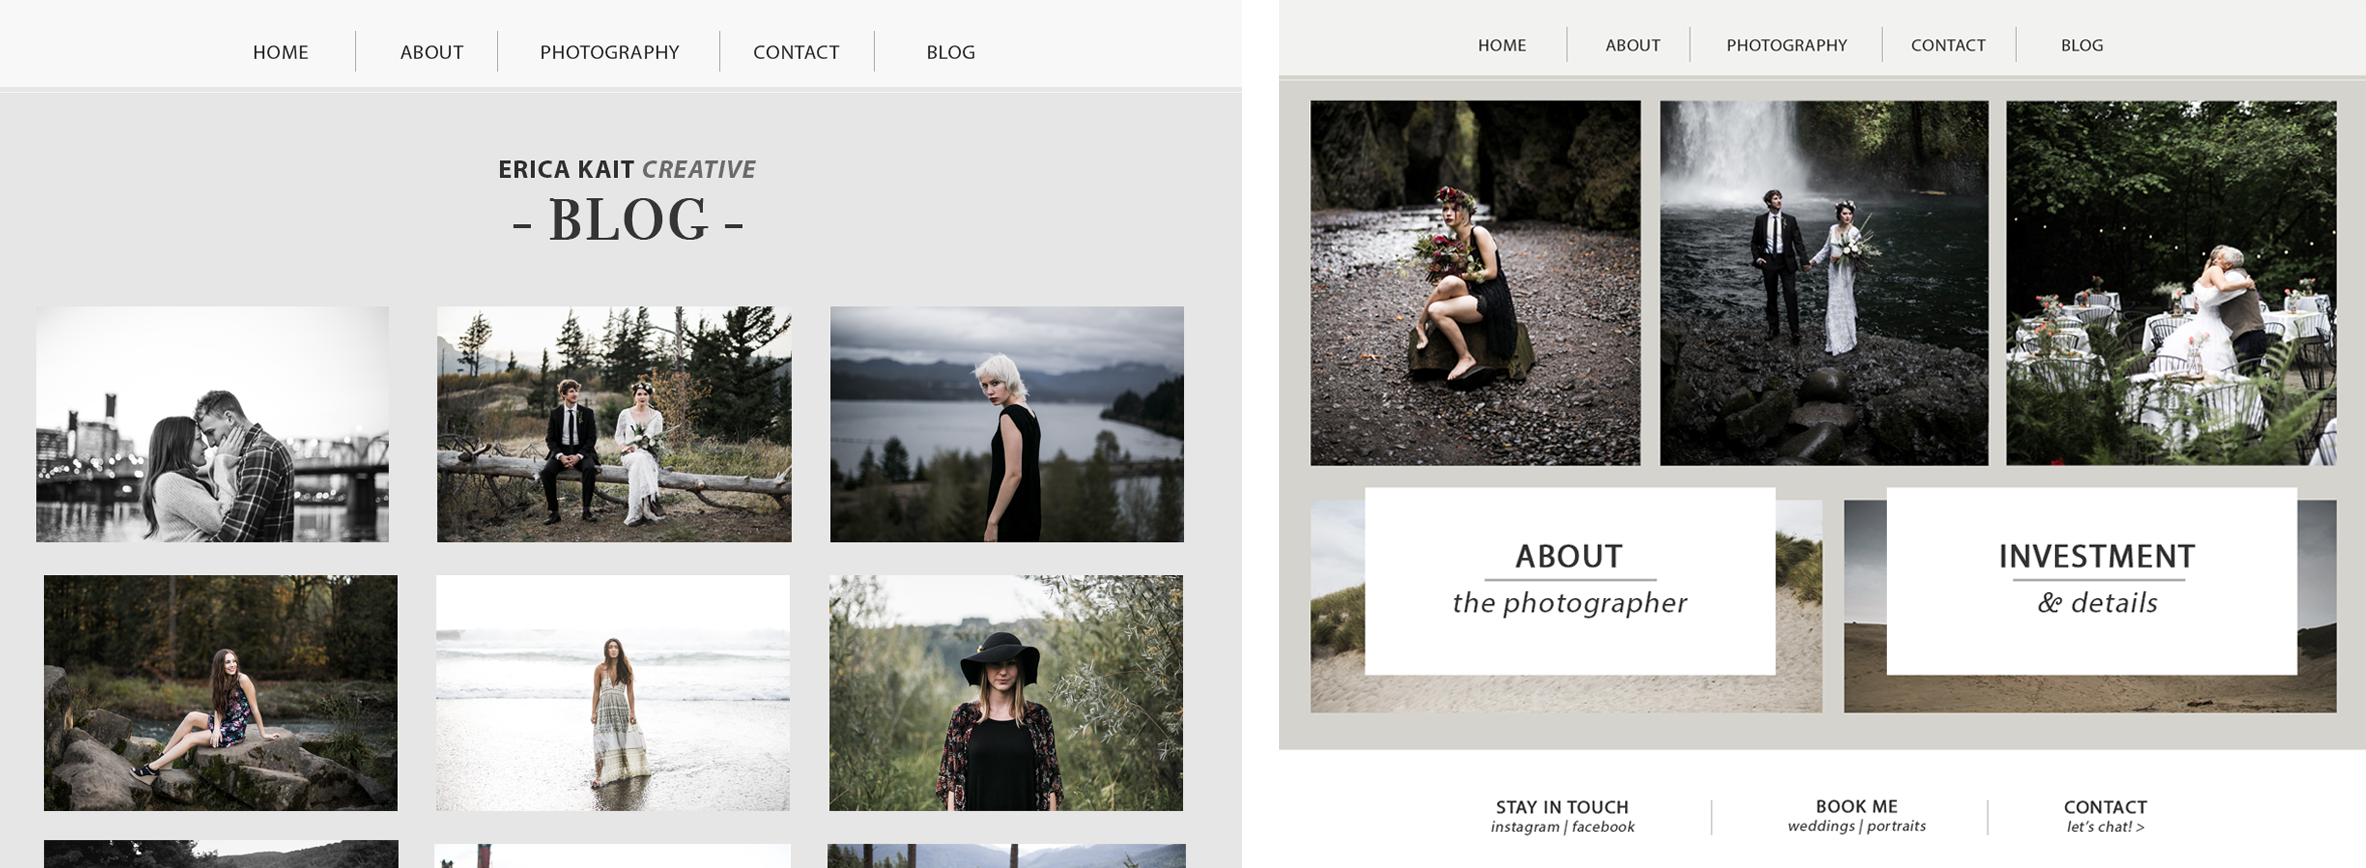 HOME ABOUT PHOTOGRAPHY CONTACT BLOG
ERICA KAIT CREATIVE
- BLOG -
HOME ABOUT PHOTOGRAPHY CONTACT BLOG
ABOUT
the photographer
INVESTMENT
& details
STAY IN TOUCH
instagram | facebook
BOOK ME
weddings | portraits
CONTACT
let's chat! >